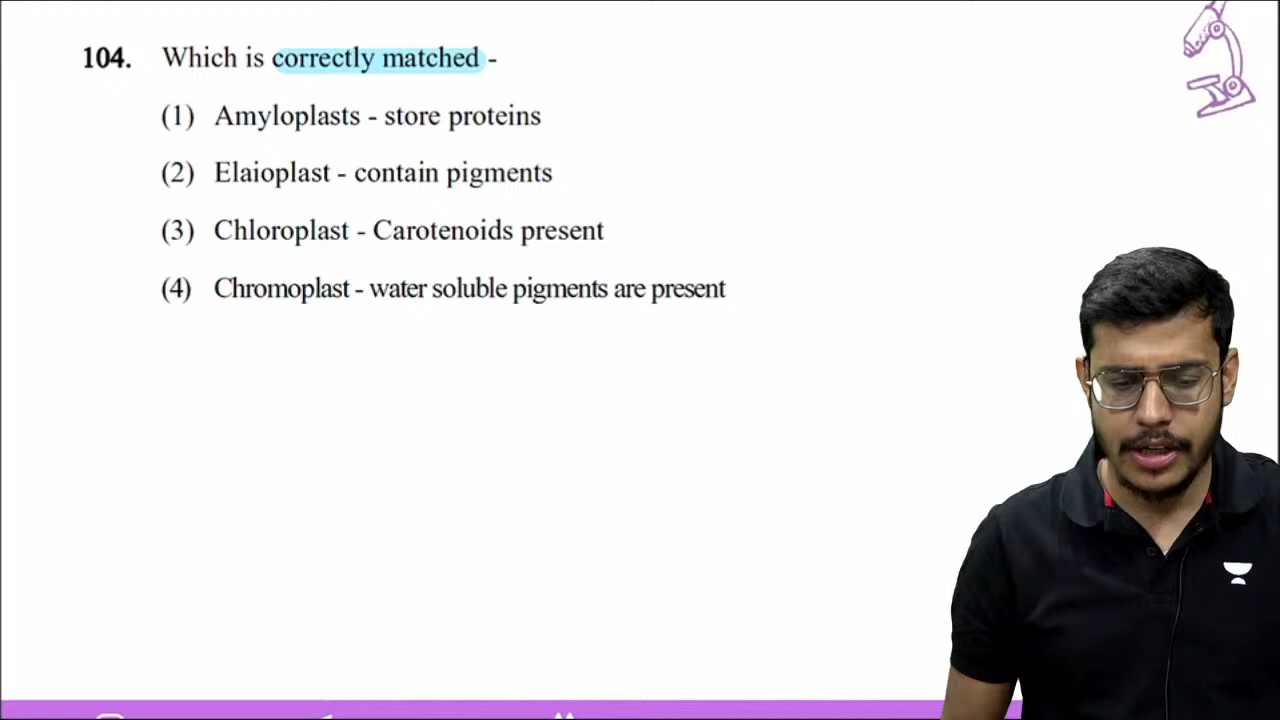 104. Which is correctly matched -
(1) Amyloplasts - store proteins
(2) Elaioplast - contain pigments
(3) Chloroplast - Carotenoids present
(4) Chromoplast - water soluble pigments are present